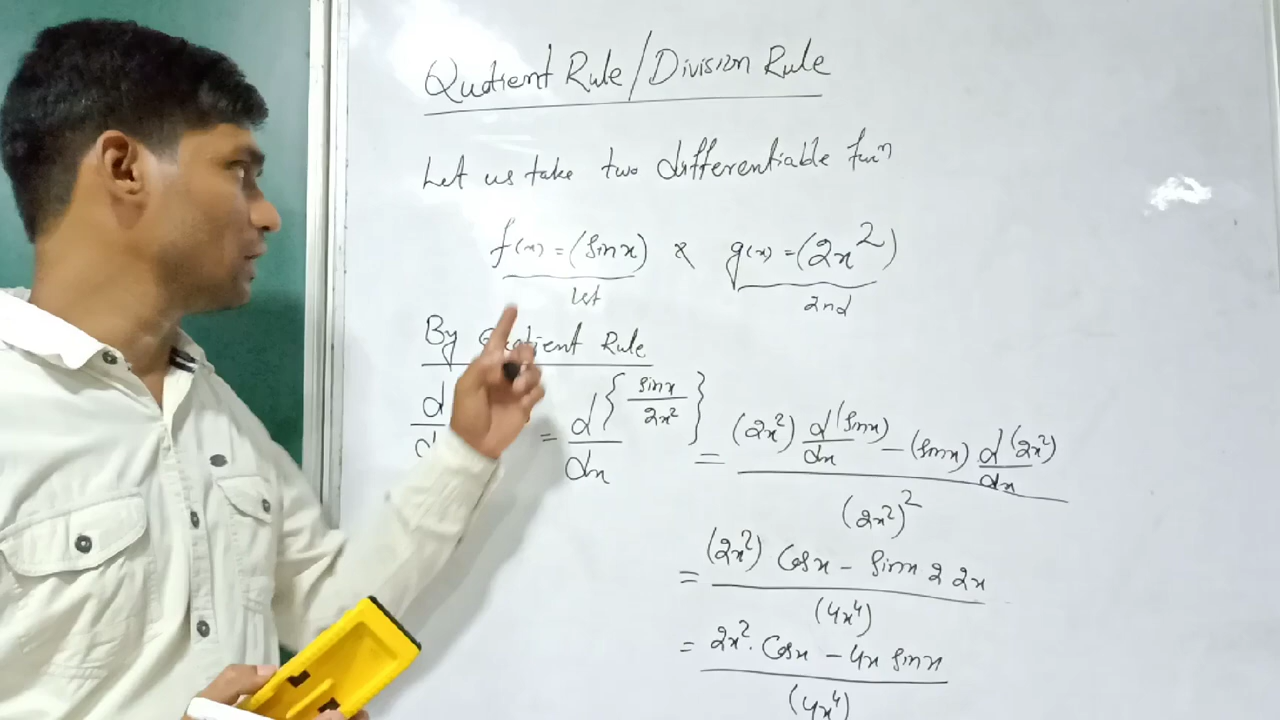 Quotient Rule/Division Rule
Let us take two differentiable funⁿ
f(x) = (sinx) & g(x) = (2x²)
1st 2nd
By Quotient Rule
d = d/dx {sinx/2x²} = (2x²) d/dx (sinx) - (sinx) d/dx (2x²) / (2x²)²
= (2x²) Cosx - sinx 2 2x / (4x⁴)
= 2x². Cosx - 4x sinx / (4x⁴)